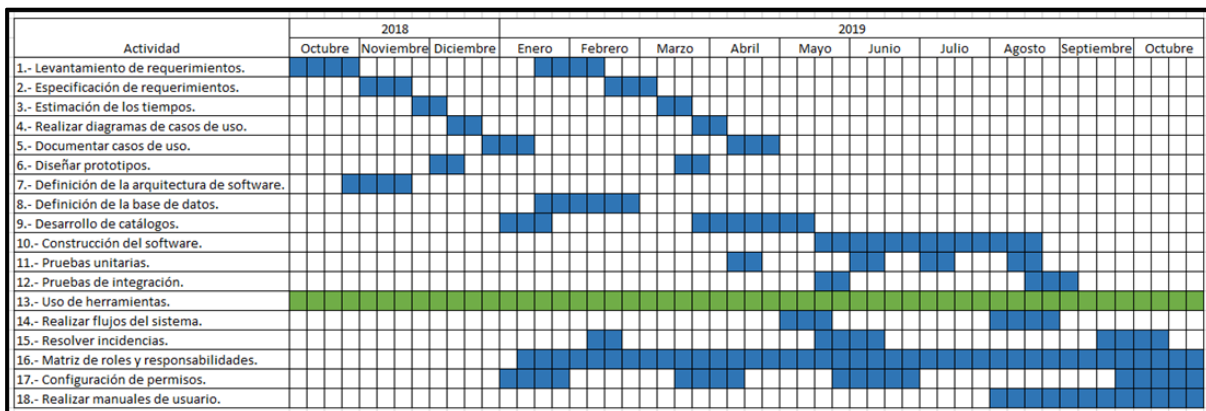 2018 2019
Actividad Octubre Noviembre Diciembre Enero Febrero Marzo Abril Mayo Junio Julio Agosto Septiembre Octubre
1.- Levantamiento de requerimientos.
2.- Especificación de requerimientos.
3.- Estimación de los tiempos.
4.- Realizar diagramas de casos de uso.
5.- Documentar casos de uso.
6.- Diseñar prototipos.
7.- Definición de la arquitectura de software.
8.- Definición de la base de datos.
9.- Desarrollo de catálogos.
10.- Construcción del software.
11.- Pruebas unitarias.
12.- Pruebas de integración.
13.- Uso de herramientas.
14.- Realizar flujos del sistema.
15.- Resolver incidencias.
16.- Matriz de roles y responsabilidades.
17.- Configuración de permisos.
18.- Realizar manuales de usuario.